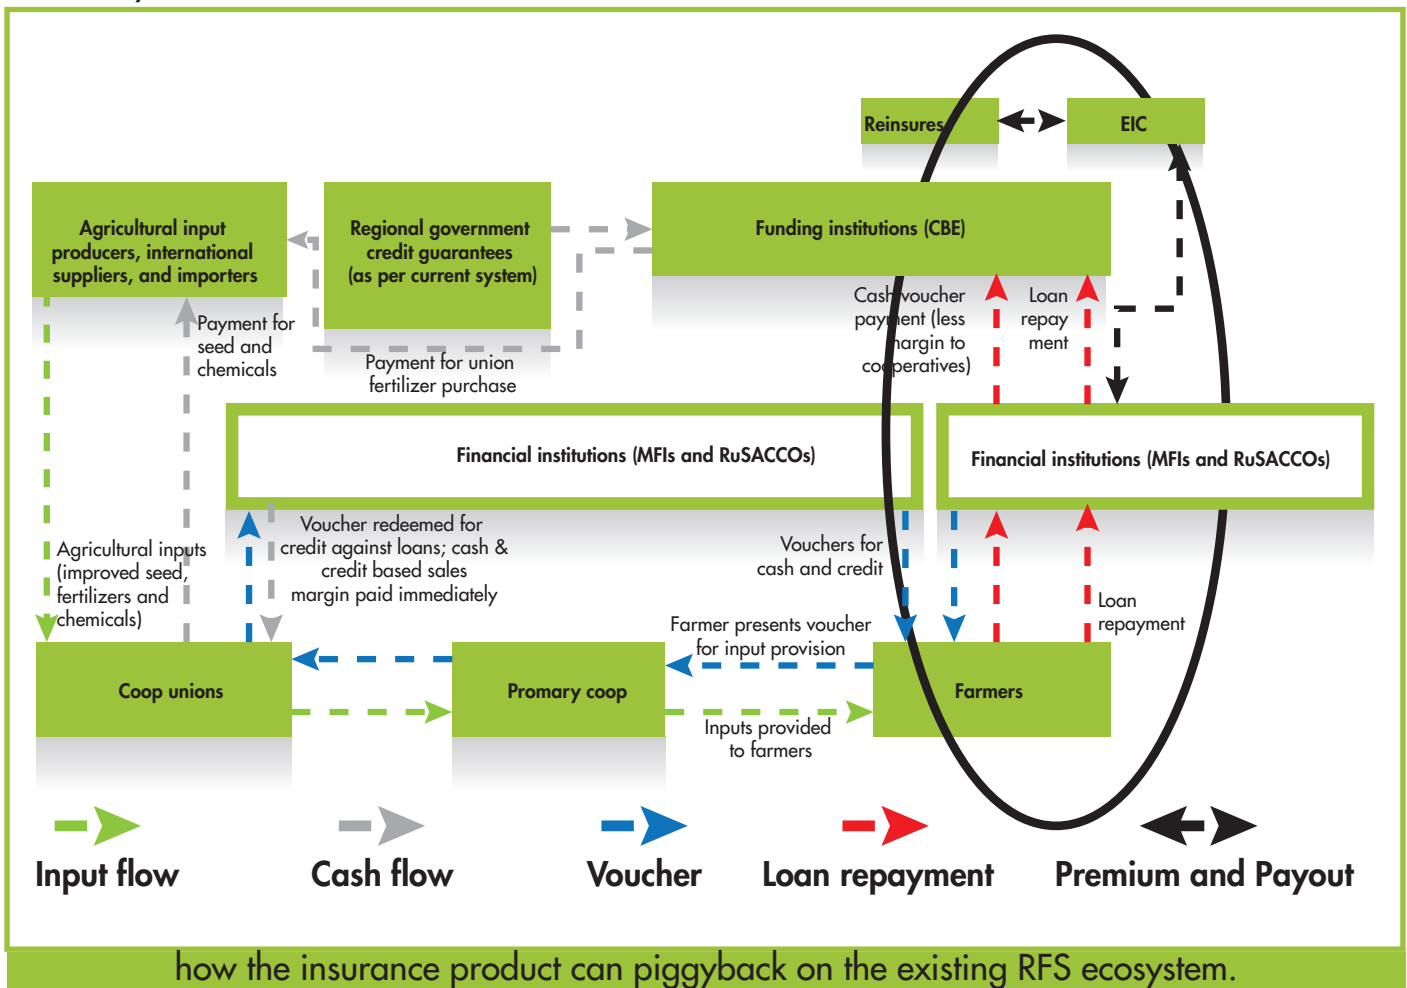 Reinsures
EIC
Agricultural input
producers, international
suppliers, and importers
Regional government
credit guarantees
(as per current system)
Funding institutions (CBE)
Payment for
seed and
chemicals
Payment for union
fertilizer purchase
Cash voucher
payment (less
margin to
cooperatives)
Loan
repay
ment
Financial institutions (MFIs and RuSACCOs)
Financial institutions (MFIs and RuSACCOs)
Agricultural inputs
(improved seed,
fertilizers and
chemicals)
Voucher redeemed for
credit against loans; cash &
credit based sales
margin paid immediately
Vouchers for
cash and credit
Loan
repayment
Farmer presents voucher
for input provision
Coop unions
Promary coop
Farmers
Inputs provided
to farmers
Input flow
Cash flow
Voucher
Loan repayment
Premium and Payout
how the insurance product can piggyback on the existing RFS ecosystem.